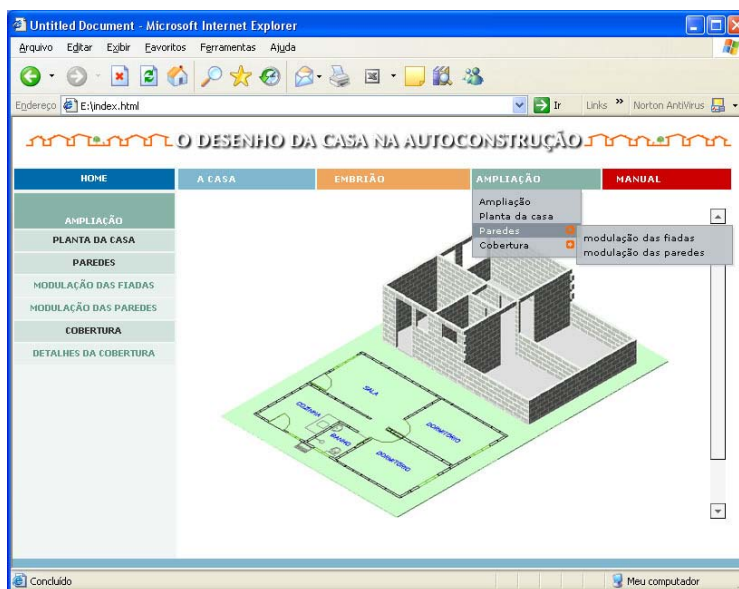 Untitled Document - Microsoft Internet Explorer
Arquivo Editar Exibir Favoritos Ferramentas Ajuda
Endereço E:\index.html Ir Links » Norton AntiVirus
O DESENHO DA CASA NA AUTOCONSTRUÇÃO
HOME A CASA EMBRIÃO AMPLIAÇÃO MANUAL
Ampliação
Planta da casa
Paredes
Cobertura
modulação das fiadas
modulação das paredes
AMPLIAÇÃO
PLANTA DA CASA
PAREDES
MODULAÇÃO DAS FIADAS
MODULAÇÃO DAS PAREDES
COBERTURA
DETALHES DA COBERTURA
SALA
COZINHA
BANHO
DORMITÓRIO
DORMITÓRIO
Concluído Meu computador